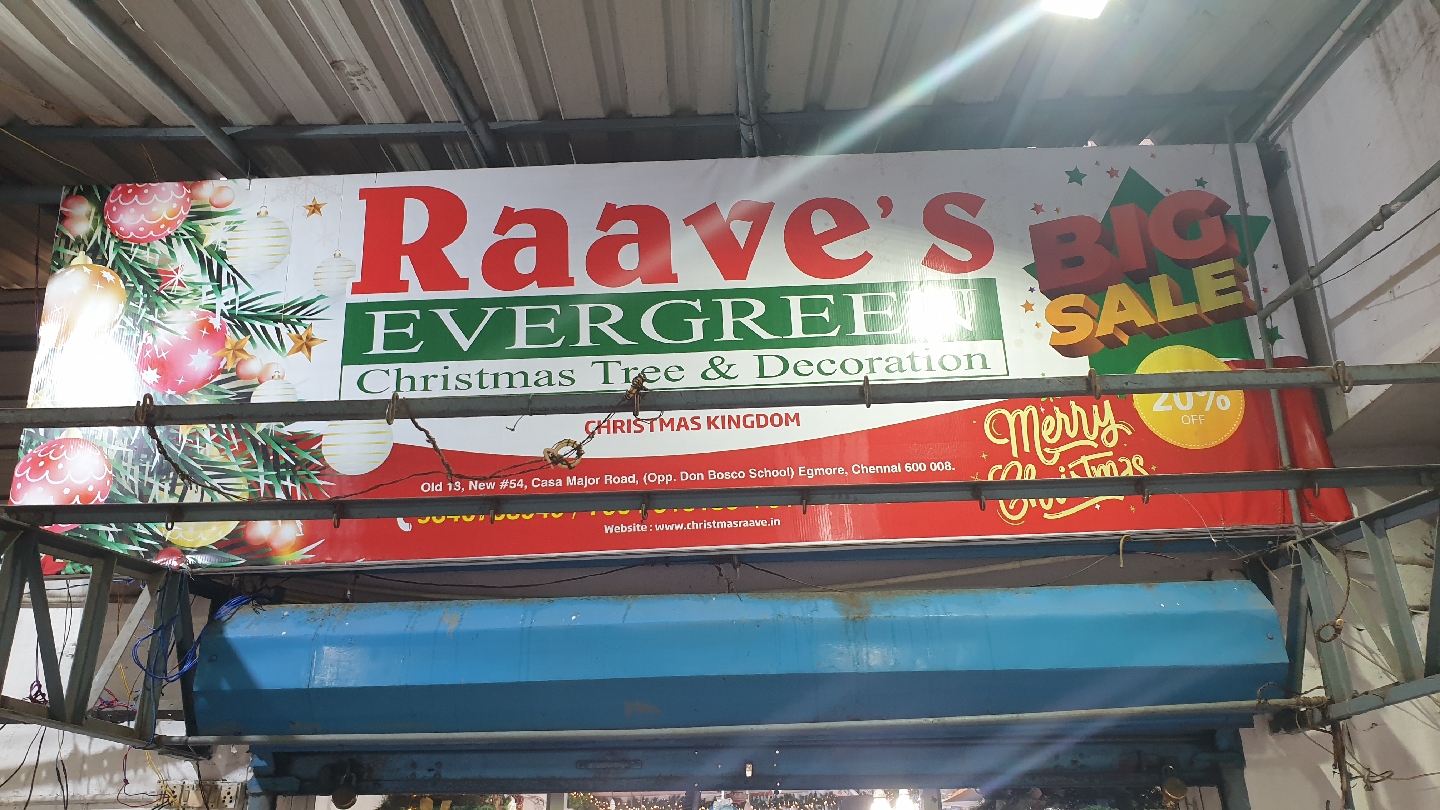 Raave's
EVERGREEN
Christmas Tree & Decoration
CHRISTMAS KINGDOM
Old 13, New #54, Casa Major Road, (Opp. Don Bosco School) Egmore, Chennai 600 008.
Website : www.christmasraave.in
BIG
SALE
20%
OFF
Merry
Christmas